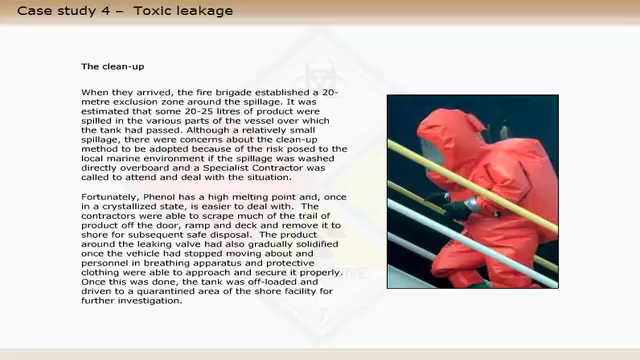 Case study 4 – Toxic leakage
The clean-up
When they arrived, the fire brigade established a 20-
metre exclusion zone around the spillage. It was
estimated that some 20-25 litres of product were
spilled in the various parts of the vessel over which
the tank had passed. Although a relatively small
spillage, there were concerns about the clean-up
method to be adopted because of the risk posed to the
local marine environment if the spillage was washed
directly overboard and a Specialist Contractor was
called to attend and deal with the situation.
Fortunately, Phenol has a high melting point and, once
in a crystallized state, is easier to deal with. The
contractors were able to scrape much of the trail of
product off the door, ramp and deck and remove it to
shore for subsequent safe disposal. The product
around the leaking valve had also gradually solidified
once the vehicle had stopped moving about and
personnel in breathing apparatus and protective
clothing were able to approach and secure it properly.
Once this was done, the tank was off-loaded and
driven to a quarantined area of the shore facility for
further investigation.